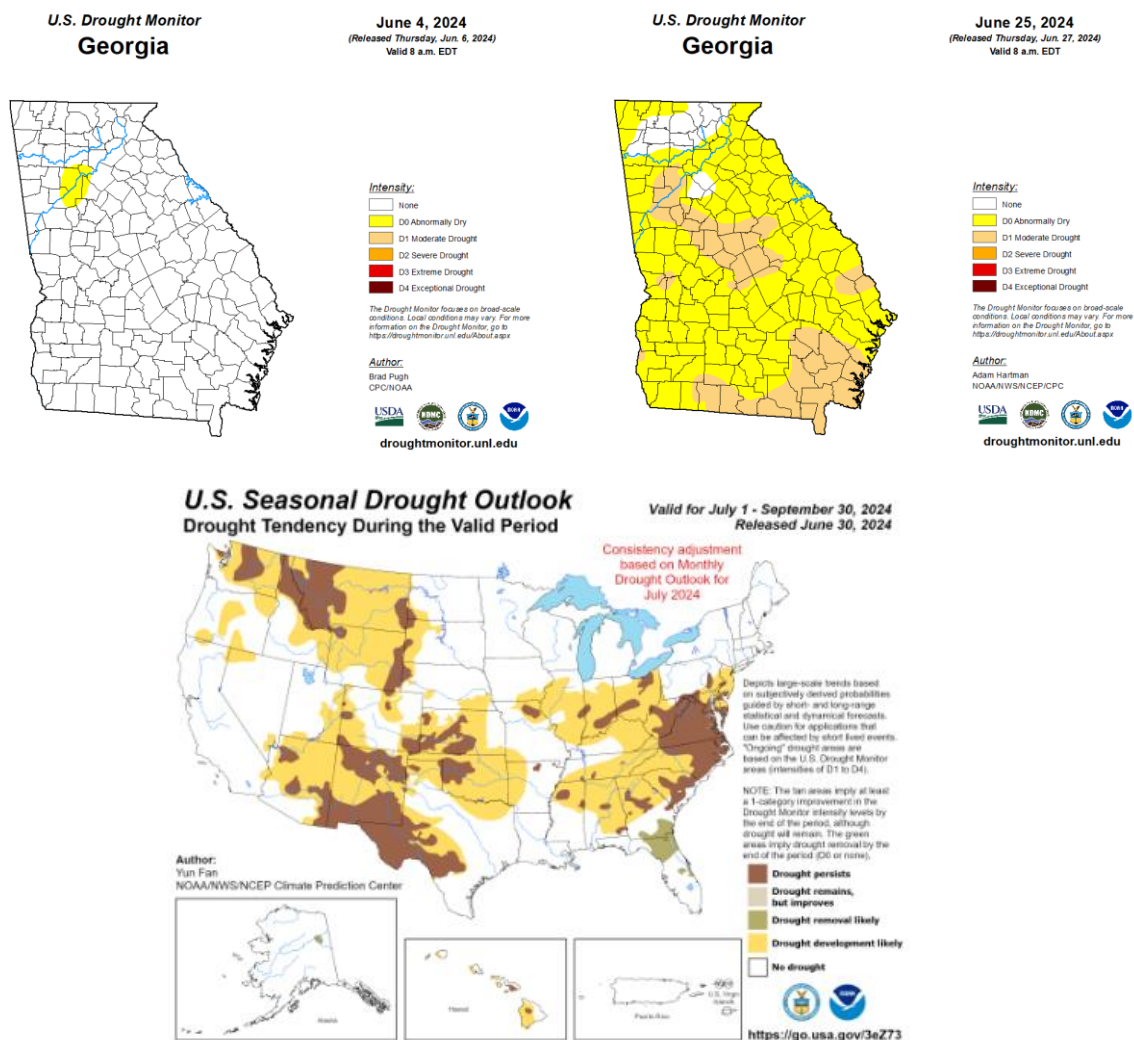 U.S. Drought Monitor
Georgia
June 4, 2024
(Released Thursday, Jun. 6, 2024)
Valid 8 a.m. EDT
Intensity:
None
D0 Abnormally Dry
D1 Moderate Drought
D2 Severe Drought
D3 Extreme Drought
D4 Exceptional Drought
The Drought Monitor focuses on broad-scale
conditions. Local conditions may vary. For more
information on the Drought Monitor, go to
https://droughtmonitor.unl.edu/About.aspx
Author:
Brad Pugh
CPC/NOAA
USDA
NDMC
NOAA
droughtmonitor.unl.edu
U.S. Drought Monitor
Georgia
June 25, 2024
(Released Thursday, Jun. 27, 2024)
Valid 8 a.m. EDT
Intensity:
None
D0 Abnormally Dry
D1 Moderate Drought
D2 Severe Drought
D3 Extreme Drought
D4 Exceptional Drought
The Drought Monitor focuses on broad-scale
conditions. Local conditions may vary. For more
information on the Drought Monitor, go to
https://droughtmonitor.unl.edu/About.aspx
Author:
Adam Hartman
NOAA/NWS/NCEP/CPC
USDA
NDMC
NOAA
droughtmonitor.unl.edu
U.S. Seasonal Drought Outlook
Drought Tendency During the Valid Period
Valid for July 1 - September 30, 2024
Released June 30, 2024
Consistency adjustment
based on Monthly
Drought Outlook for
July 2024
Depicts large-scale trends based
on subjectively derived probabilities
guided by short- and long-range
statistical and dynamical forecasts.
Use caution for applications that
can be affected by short lived events.
"Ongoing" drought areas are
based on the U.S. Drought Monitor
areas (intensities of D1 to D4).
NOTE: The tan areas imply at least
a 1-category improvement in the
Drought Monitor intensity levels by
the end of the period, although
drought will remain. The green
areas imply drought removal by the
end of the period (D0 or none).
Author:
Yun Fan
NOAA/NWS/NCEP Climate Prediction Center
Drought persists
Drought remains,
but improves
Drought removal likely
Drought development likely
No drought
Alaska
Hawaii
Puerto Rico
U.S. Virgin
Islands
https://go.usa.gov/3eZ73